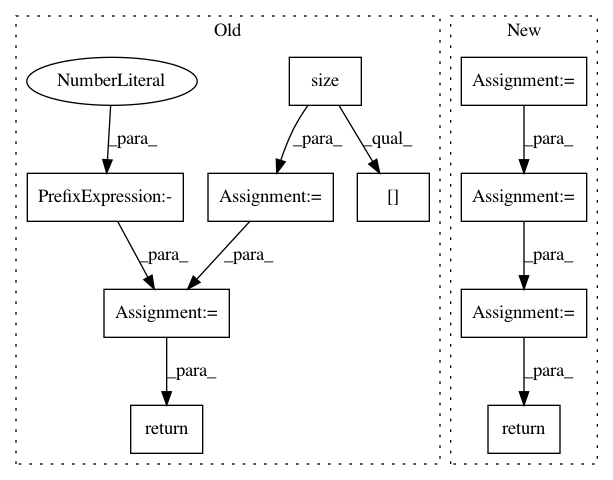 Old
New
NumberLiteral
size
Assignment:=
_para_
_para_
_qual_
_para_
PrefixExpression:-
Assignment:=
[]
Assignment:=
_para_
_para_
_para_
Assignment:=
Assignment:=
_para_
_para_
return
return